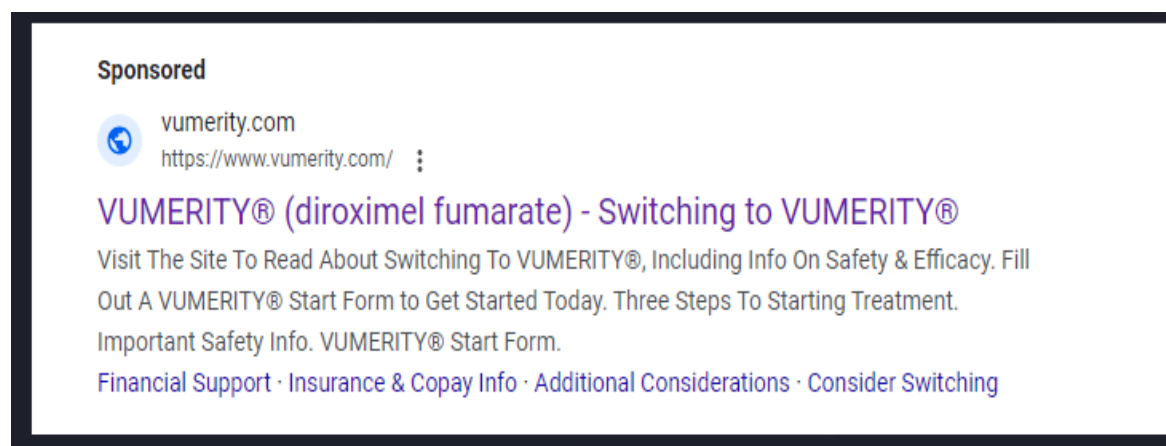 Sponsored
vumerity.com
https://www.vumerity.com/
VUMERITY® (diroximel fumarate) - Switching to VUMERITY®
Visit The Site To Read About Switching To VUMERITY®, Including Info On Safety & Efficacy. Fill
Out A VUMERITY® Start Form to Get Started Today. Three Steps To Starting Treatment.
Important Safety Info. VUMERITY® Start Form.
Financial Support · Insurance & Copay Info · Additional Considerations · Consider Switching